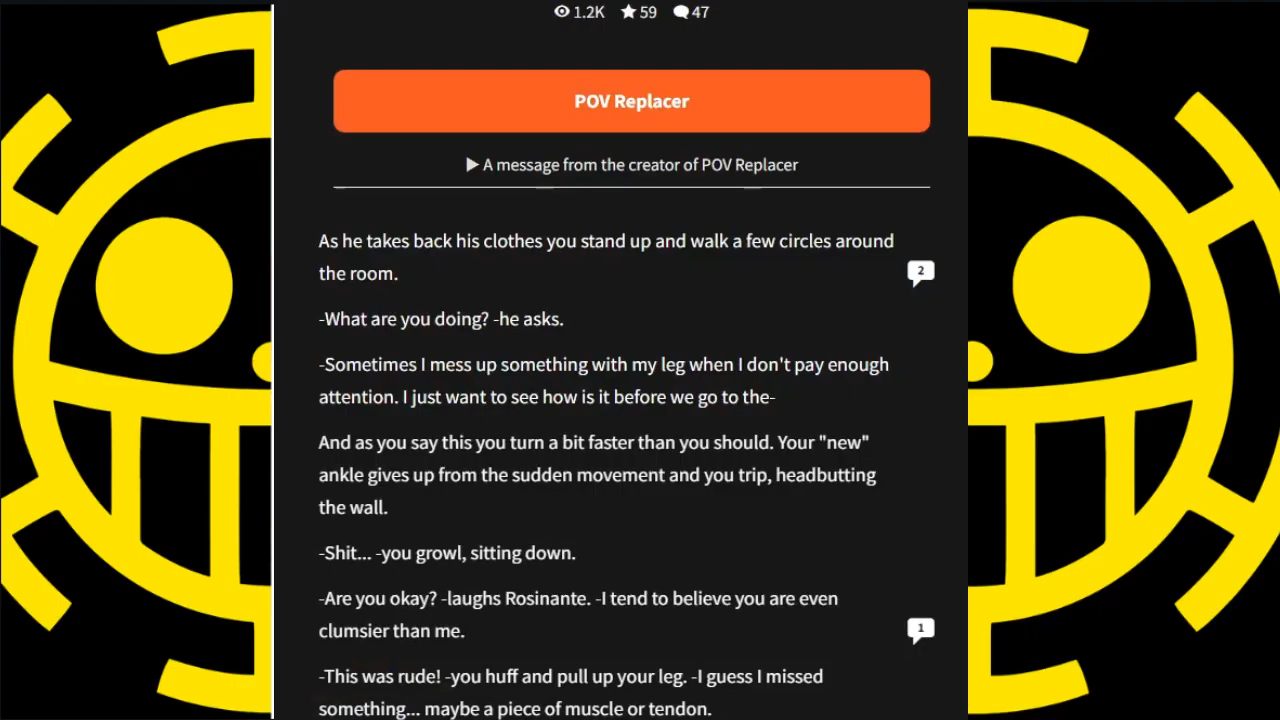 1.2K 59 47
POV Replacer
▶ A message from the creator of POV Replacer
As he takes back his clothes you stand up and walk a few circles around
the room.
2
-What are you doing? -he asks.
-Sometimes I mess up something with my leg when I don't pay enough
attention. I just want to see how is it before we go to the-
And as you say this you turn a bit faster than you should. Your "new"
ankle gives up from the sudden movement and you trip, headbutting
the wall.
-Shit... -you growl, sitting down.
-Are you okay? -laughs Rosinante. -I tend to believe you are even
clumsier than me.
1
-This was rude! -you huff and pull up your leg. -I guess I missed
something... maybe a piece of muscle or tendon.